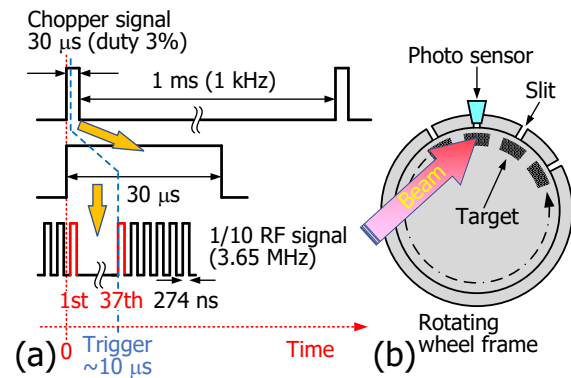 Chopper signal
30 μs (duty 3%)
1 ms (1 kHz)
30 μs
1/10 RF signal
(3.65 MHz)
1st 37th 274 ns
(a) 0 Trigger Time
~10 μs
Photo sensor
Slit
Beam
Target
Rotating
wheel frame
(b)